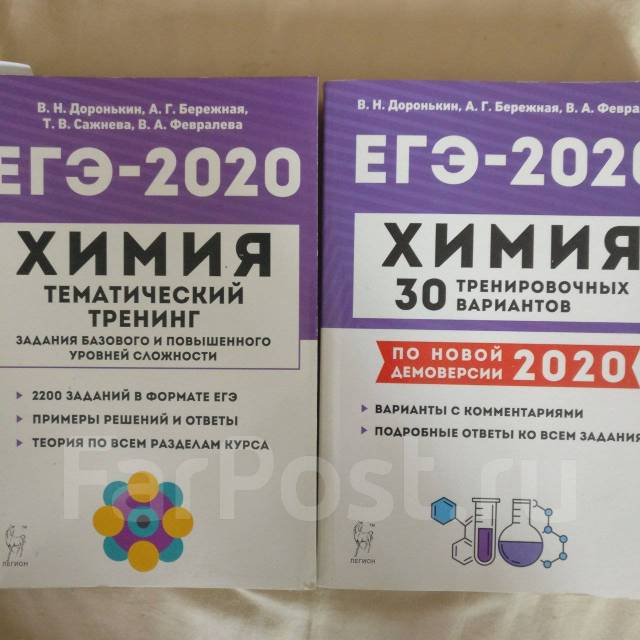 В. Н. Доронькин, А. Г. Бережная,
Т. В. Сажнева, В. А. Февралева
ЕГЭ-2020
ХИМИЯ
ТЕМАТИЧЕСКИЙ
ТРЕНИНГ
ЗАДАНИЯ БАЗОВОГО И ПОВЫШЕННОГО
УРОВНЕЙ СЛОЖНОСТИ
2200 ЗАДАНИЙ В ФОРМАТЕ ЕГЭ
ПРИМЕРЫ РЕШЕНИЙ И ОТВЕТЫ
ТЕОРИЯ ПО ВСЕМ РАЗДЕЛАМ КУРСА
ЛЕГИОН
В. Н. Доронькин, А. Г. Бережная, В. А. Феврал
ЕГЭ-2020
ХИМИЯ
30 ТРЕНИРОВОЧНЫХ
ВАРИАНТОВ
ПО НОВОЙ
ДЕМОВЕРСИИ 2020
ВАРИАНТЫ С КОММЕНТАРИЯМИ
ПОДРОБНЫЕ ОТВЕТЫ КО ВСЕМ ЗАДАНИЯ
ЛЕГИОН
FarPost.ru